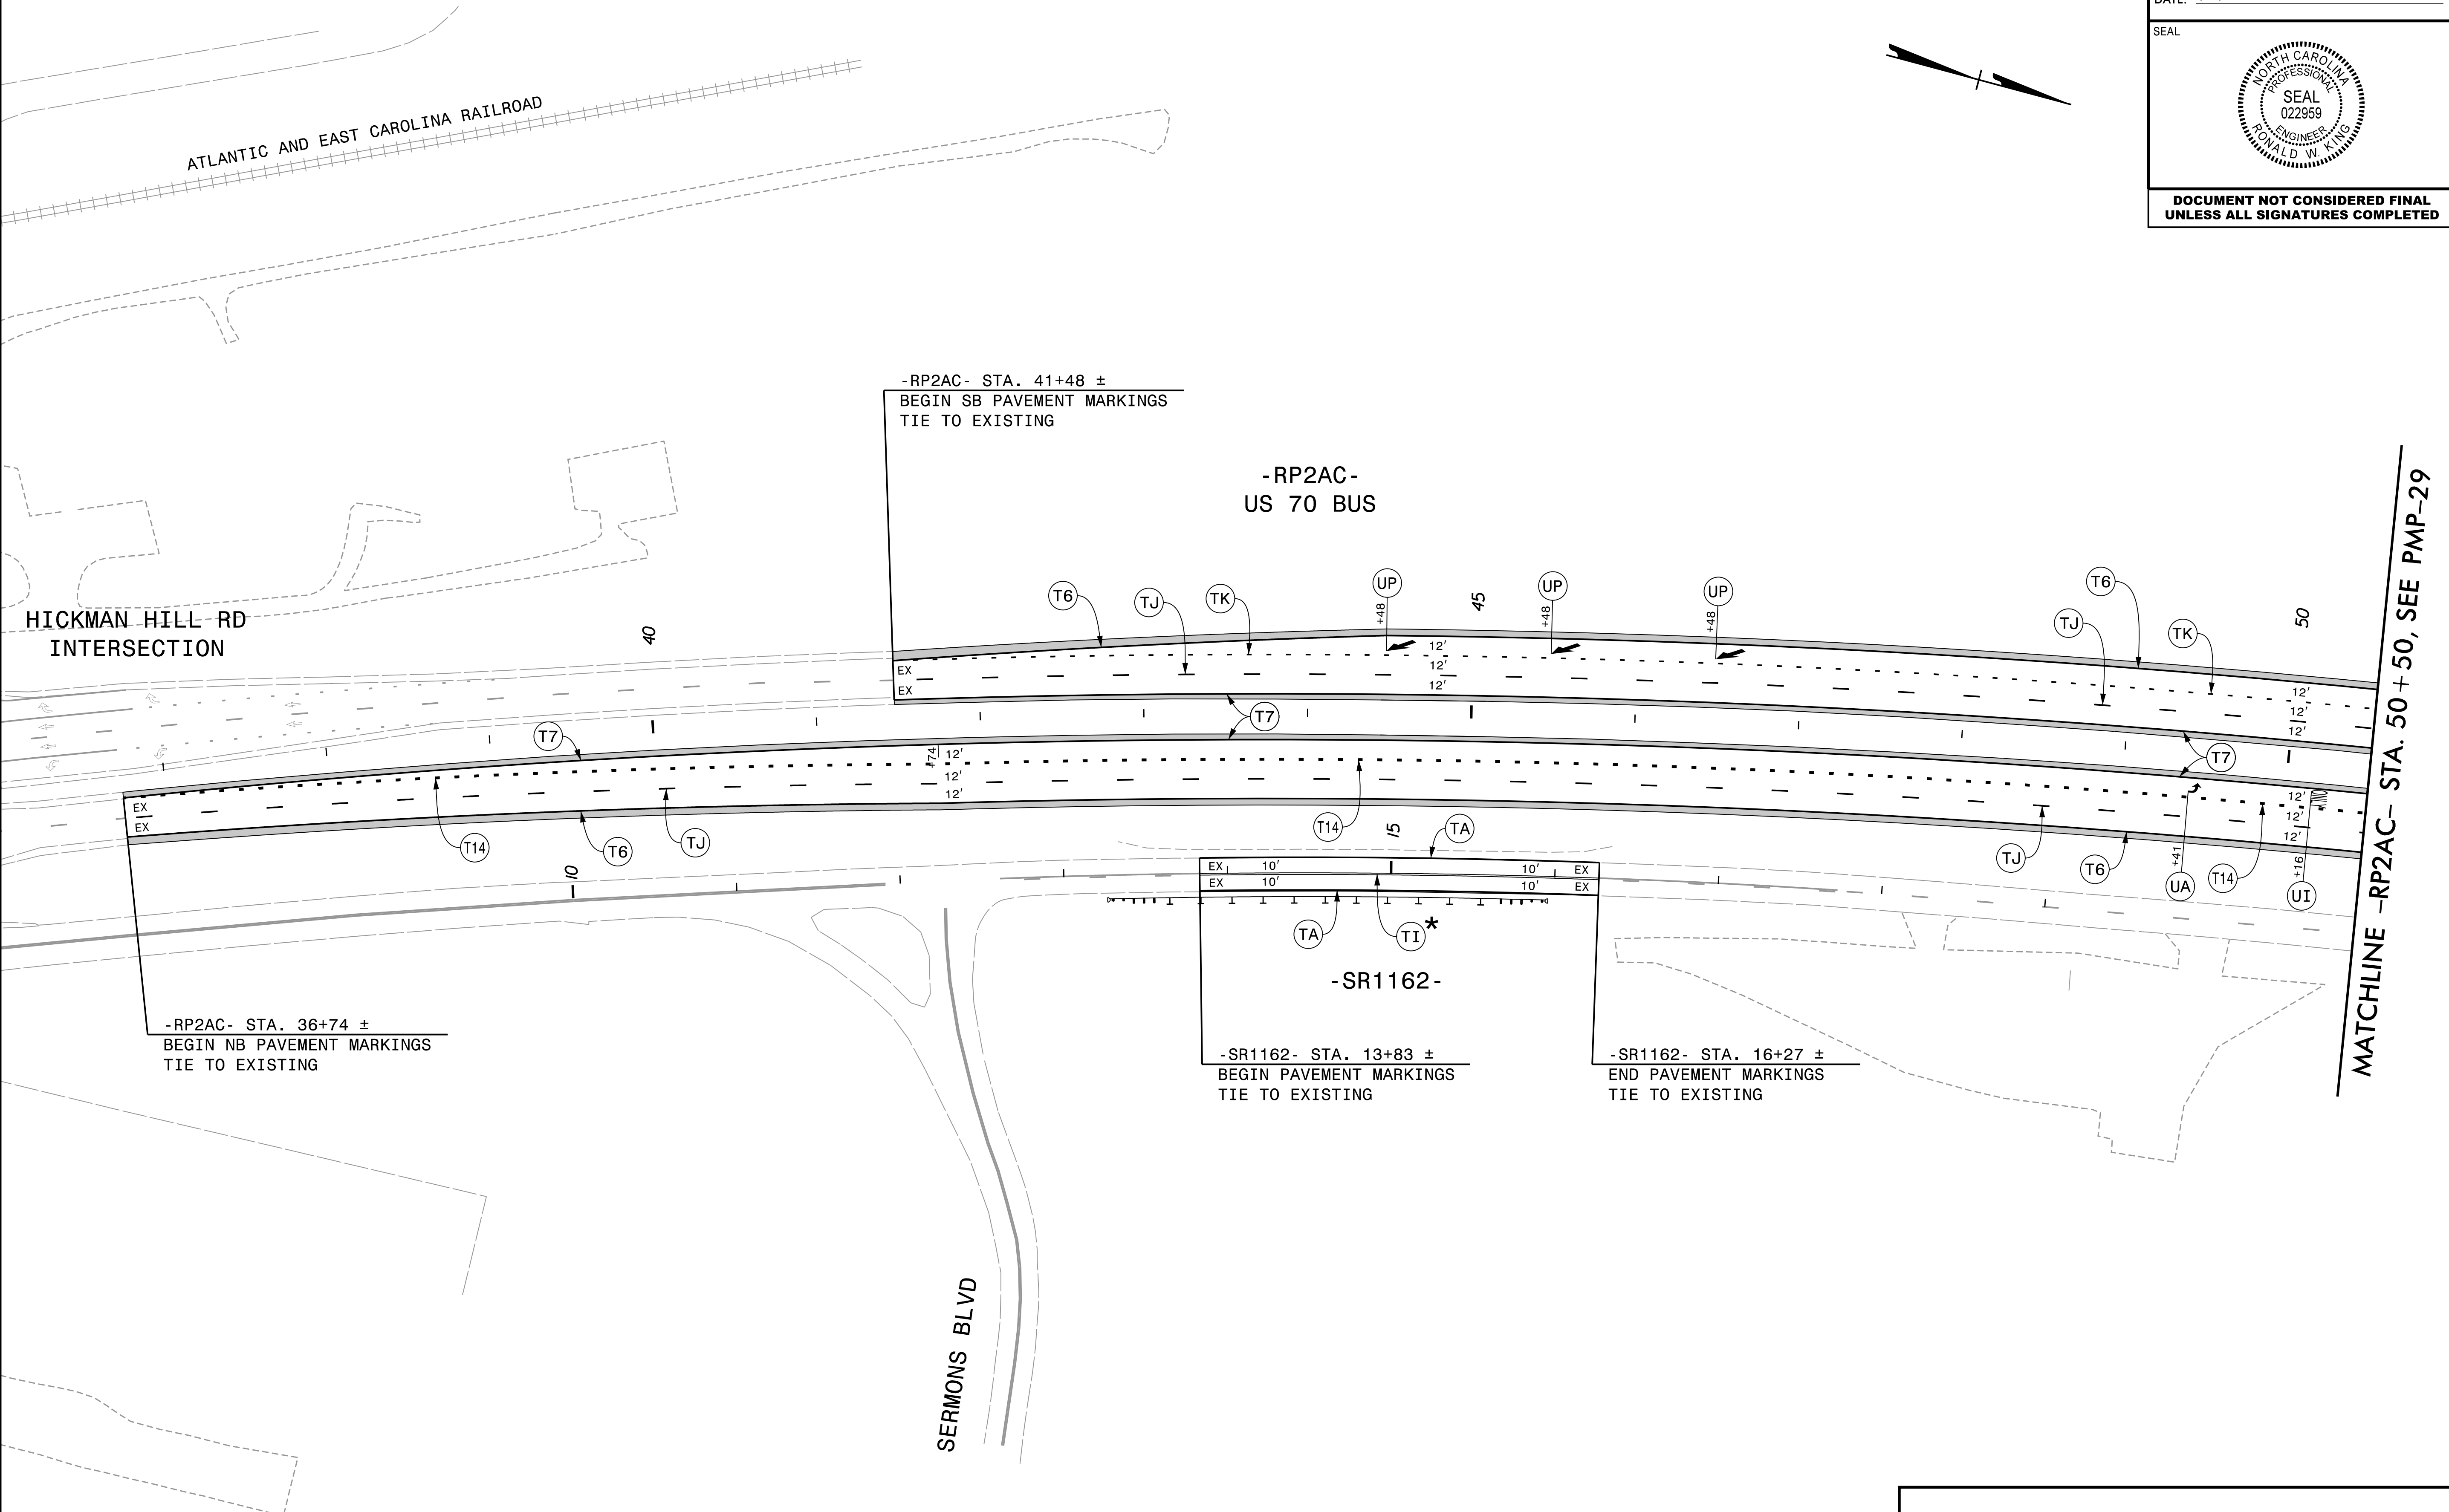 DATE:
SEAL
NORTH CAROLINA
PROFESSIONAL
SEAL
022959
ENGINEER
RONALD W. KING
DOCUMENT NOT CONSIDERED FINAL
UNLESS ALL SIGNATURES COMPLETED
ATLANTIC AND EAST CAROLINA RAILROAD
-RP2AC- STA. 41+48 ±
BEGIN SB PAVEMENT MARKINGS
TIE TO EXISTING
-RP2AC-
US 70 BUS
HICKMAN HILL RD
INTERSECTION
40
45
50
T6
TJ
TK
UP
UP
UP
+48
+48
+48
T6
TJ
TK
EX
EX
12'
12'
12'
12'
12'
12'
T7
T7
T7
+74
12'
12'
12'
EX
EX
12'
12'
12'
T14
T6
TJ
T14
TJ
T6
UA
+41
T14
UI
+16
10
15
TA
EX
10'
10'
EX
EX
10'
10'
EX
TA
TI*
-SR1162-
-RP2AC- STA. 36+74 ±
BEGIN NB PAVEMENT MARKINGS
TIE TO EXISTING
-SR1162- STA. 13+83 ±
BEGIN PAVEMENT MARKINGS
TIE TO EXISTING
-SR1162- STA. 16+27 ±
END PAVEMENT MARKINGS
TIE TO EXISTING
SERMONS BLVD
MATCHLINE -RP2AC- STA. 50+50, SEE PMP-29